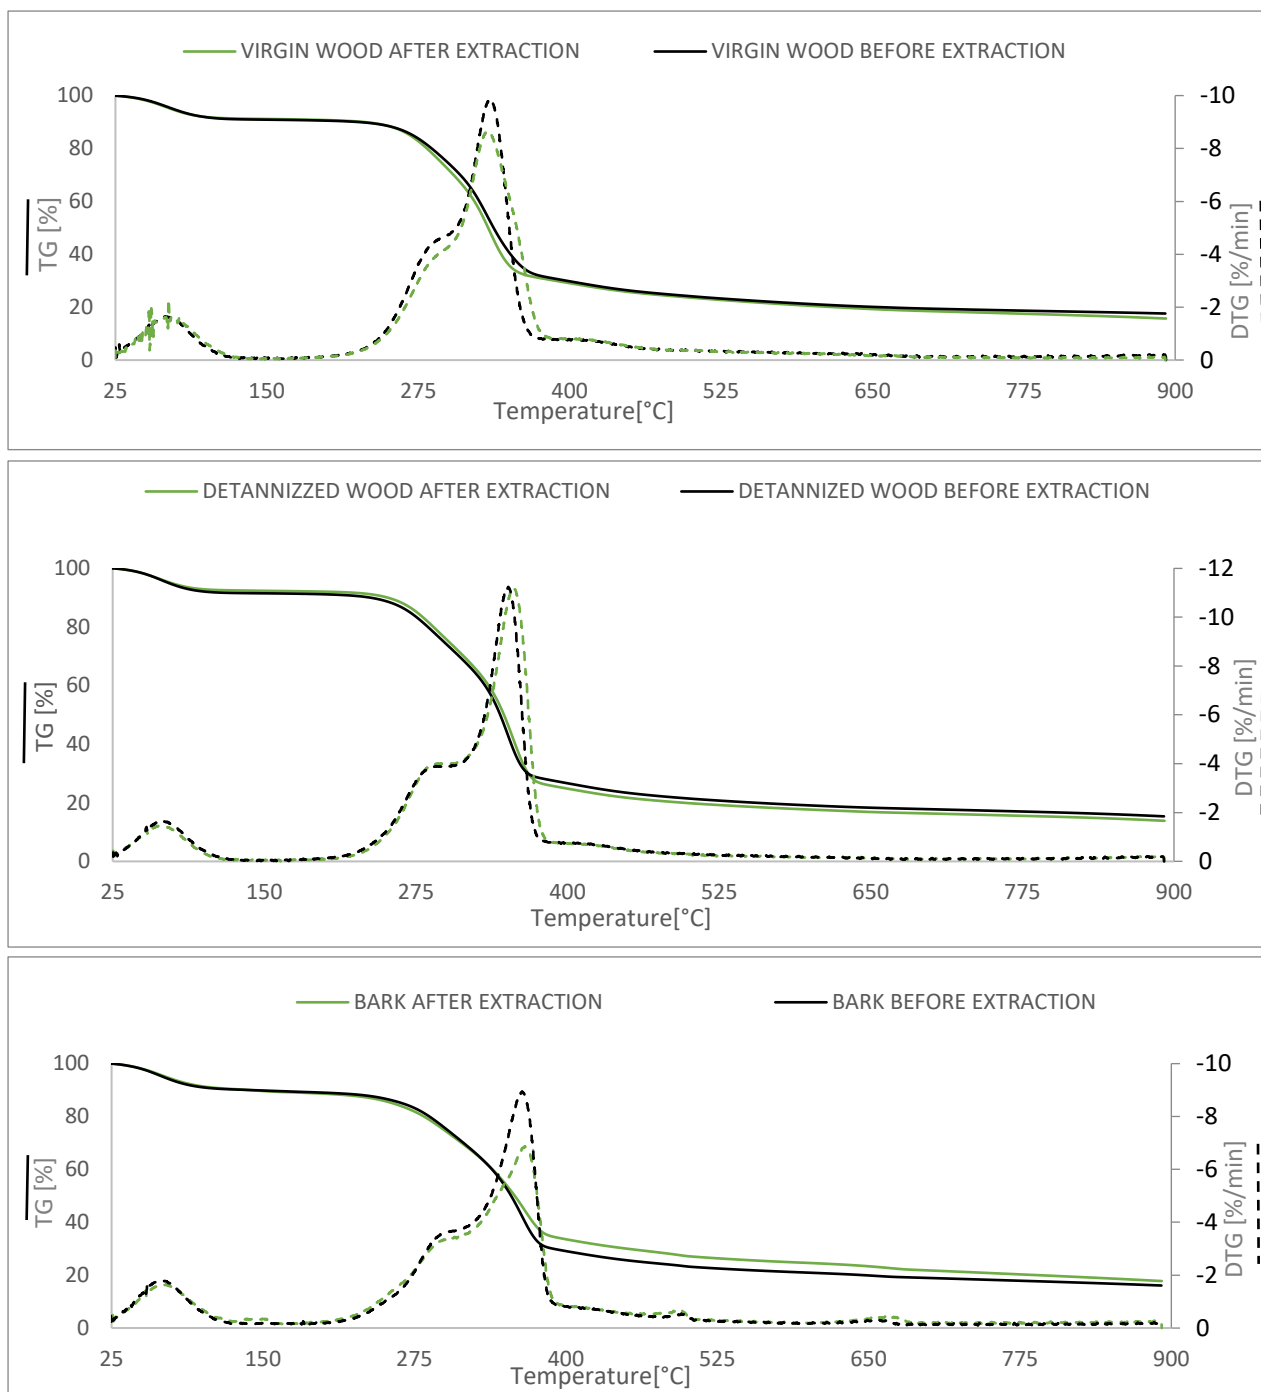 VIRGIN WOOD AFTER EXTRACTION VIRGIN WOOD BEFORE EXTRACTION
100 -10
80 -8
60 -6
40 -4
20 -2
0 0
TG [%]
DTG [%/min]
25 150 275 400 525 650 775 900
Temperature[°C]
DETANNIZZED WOOD AFTER EXTRACTION DETANNIZED WOOD BEFORE EXTRACTION
100 -12
80 -10
60 -8
40 -6
20 -4
0 -2
0
TG [%]
DTG [%/min]
25 150 275 400 525 650 775 900
Temperature[°C]
BARK AFTER EXTRACTION BARK BEFORE EXTRACTION
100 -10
80 -8
60 -6
40 -4
20 -2
0 0
TG [%]
DTG [%/min]
25 150 275 400 525 650 775 900
Temperature[°C]